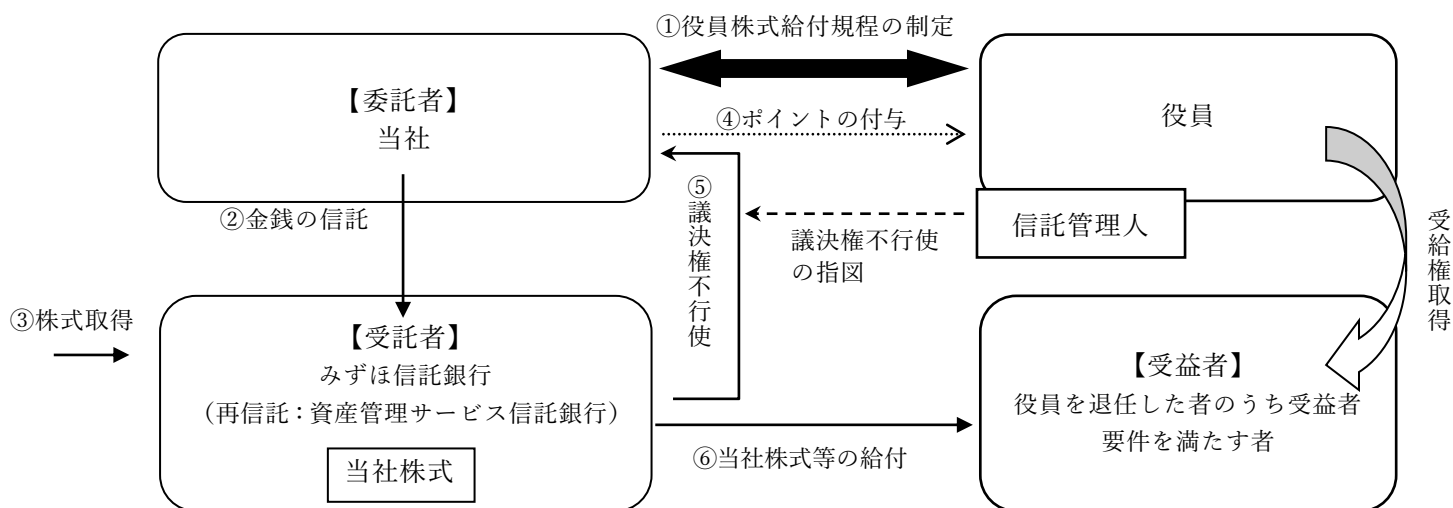 ①役員株式給付規程の制定
【委託者】
当社
役員
④ポイントの付与
②金銭の信託
⑤議決権不行使
議決権不行使
の指図
信託管理人
受給権取得
③株式取得
【受託者】
みずほ信託銀行
（再信託：資産管理サービス信託銀行）
当社株式
⑥当社株式等の給付
【受益者】
役員を退任した者のうち受益者
要件を満たす者